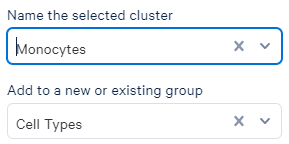 Name the selected cluster
Monocytes
Add to a new or existing group
Cell Types